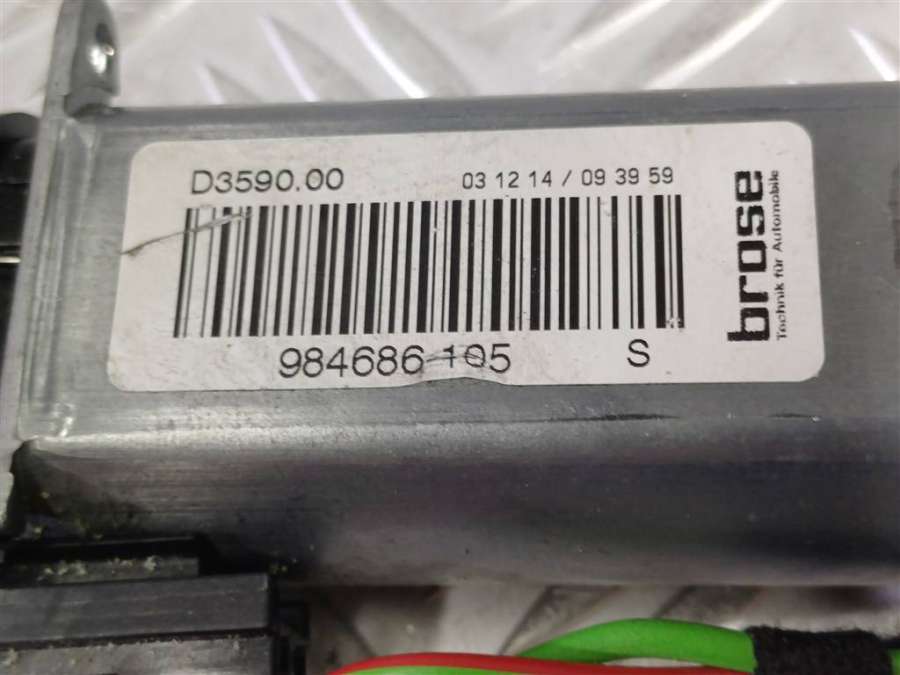 D3590.00
03 12 14 / 09 39 59
984686 105
S
brose
Technik für Automobile